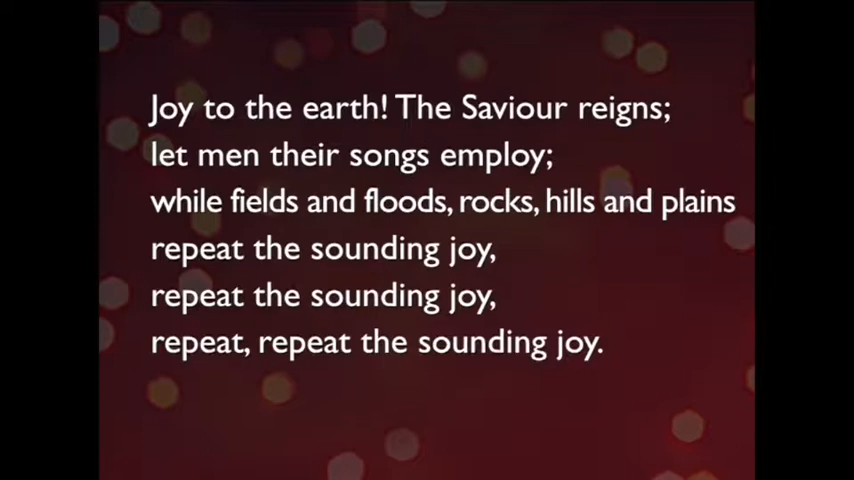 Joy to the earth! The Saviour reigns;
let men their songs employ;
while fields and floods, rocks, hills and plains
repeat the sounding joy,
repeat the sounding joy,
repeat, repeat the sounding joy.